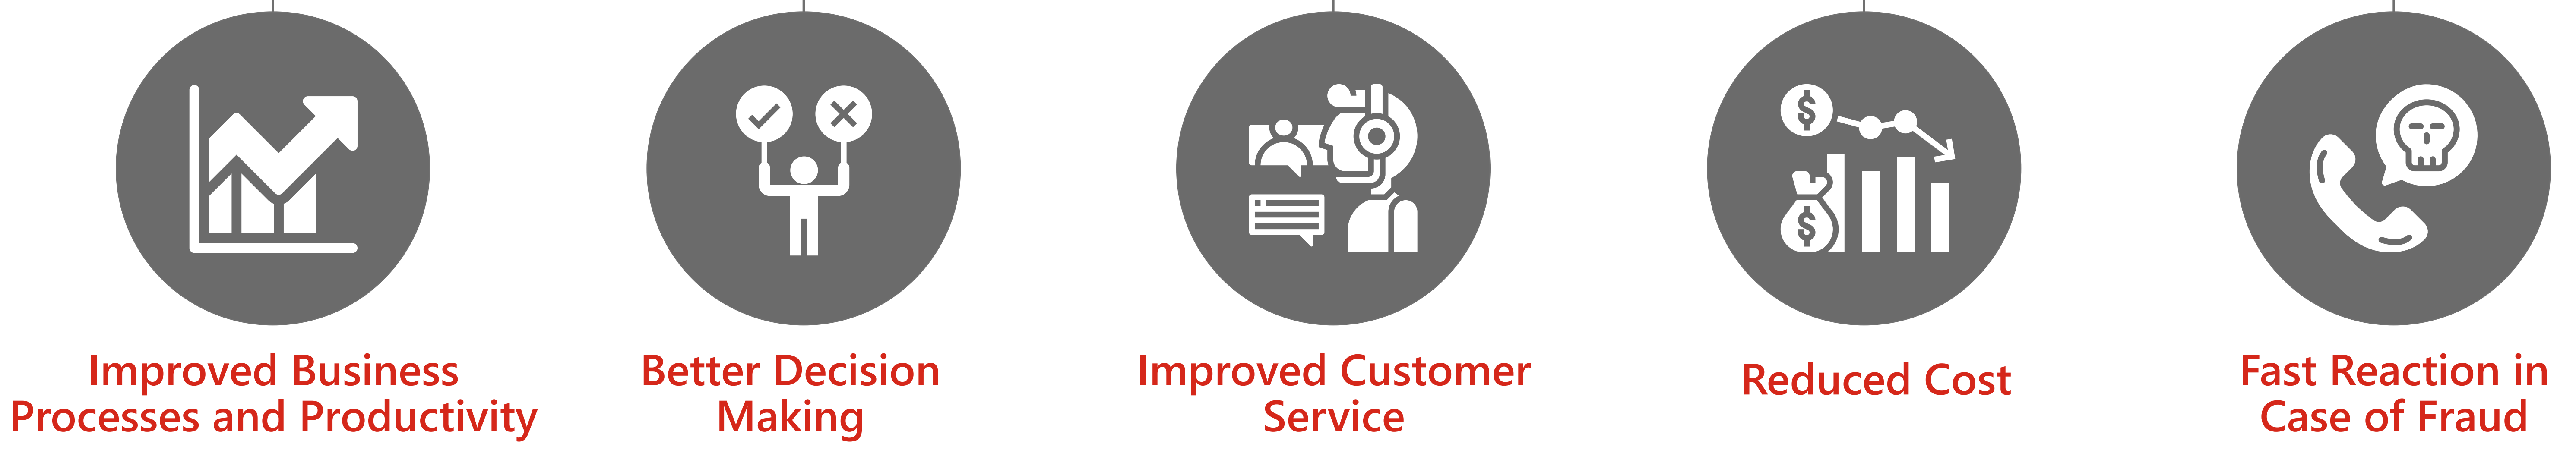 Improved Business
Processes and Productivity
Better Decision
Making
Improved Customer
Service
$
$
Reduced Cost
Fast Reaction in
Case of Fraud